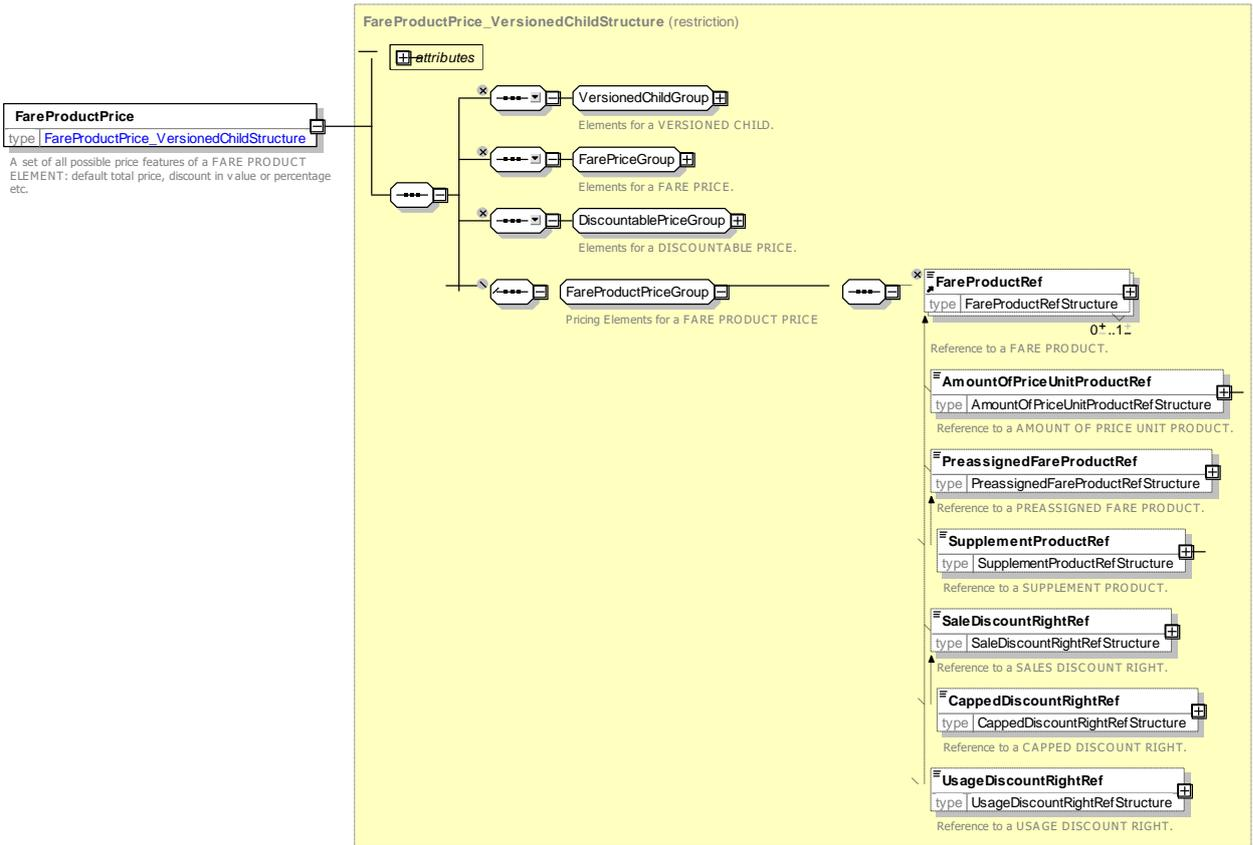 FareProductPrice_VersionedChildStructure (restriction)
attributes
FareProductPrice
type FareProductPrice_VersionedChildStructure
A set of all possible price features of a FARE PRODUCT
ELEMENT: default total price, discount in value or percentage
etc.
VersionedChildGroup
Elements for a VERSIONED CHILD.
FarePriceGroup
Elements for a FARE PRICE.
DiscountablePriceGroup
Elements for a DISCOUNTABLE PRICE.
FareProductPriceGroup
Pricing Elements for a FARE PRODUCT PRICE
FareProductRef
type FareProductRefStructure
0..1
Reference to a FARE PRODUCT.
AmountOfPriceUnitProductRef
type AmountOfPriceUnitProductRefStructure
Reference to a AMOUNT OF PRICE UNIT PRODUCT.
PreassignedFareProductRef
type PreassignedFareProductRefStructure
Reference to a PREASSIGNED FARE PRODUCT.
SupplementProductRef
type SupplementProductRefStructure
Reference to a SUPPLEMENT PRODUCT.
SaleDiscountRightRef
type SaleDiscountRightRefStructure
Reference to a SALES DISCOUNT RIGHT.
CappedDiscountRightRef
type CappedDiscountRightRefStructure
Reference to a CAPPED DISCOUNT RIGHT.
UsageDiscountRightRef
type UsageDiscountRightRefStructure
Reference to a USAGE DISCOUNT RIGHT.